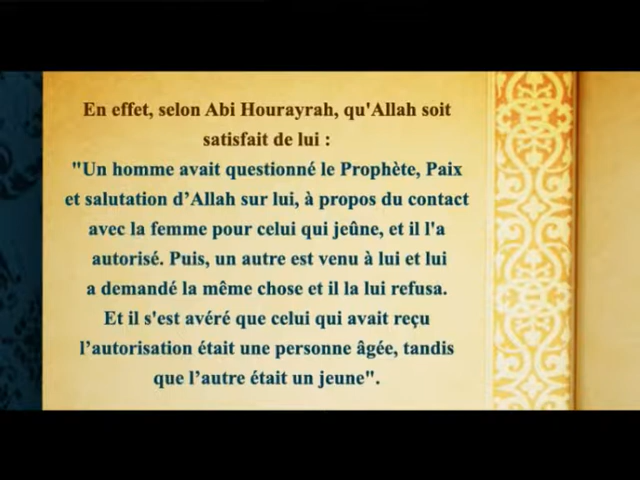 En effet, selon Abi Hourayrah, qu'Allah soit
satisfait de lui :
"Un homme avait questionné le Prophète, Paix
et salutation d’Allah sur lui, à propos du contact
avec la femme pour celui qui jeûne, et il l'a
autorisé. Puis, un autre est venu à lui et lui
a demandé la même chose et il la lui refusa.
Et il s'est avéré que celui qui avait reçu
l’autorisation était une personne âgée, tandis
que l’autre était un jeune".